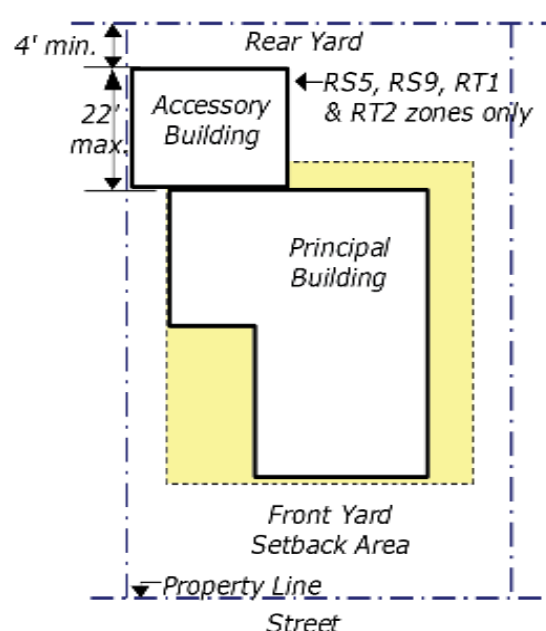 4' min.
Rear Yard
22'
max.
Accessory
Building
RS5, RS9, RT1
& RT2 zones only
Principal
Building
Front Yard
Setback Area
Property Line
Street